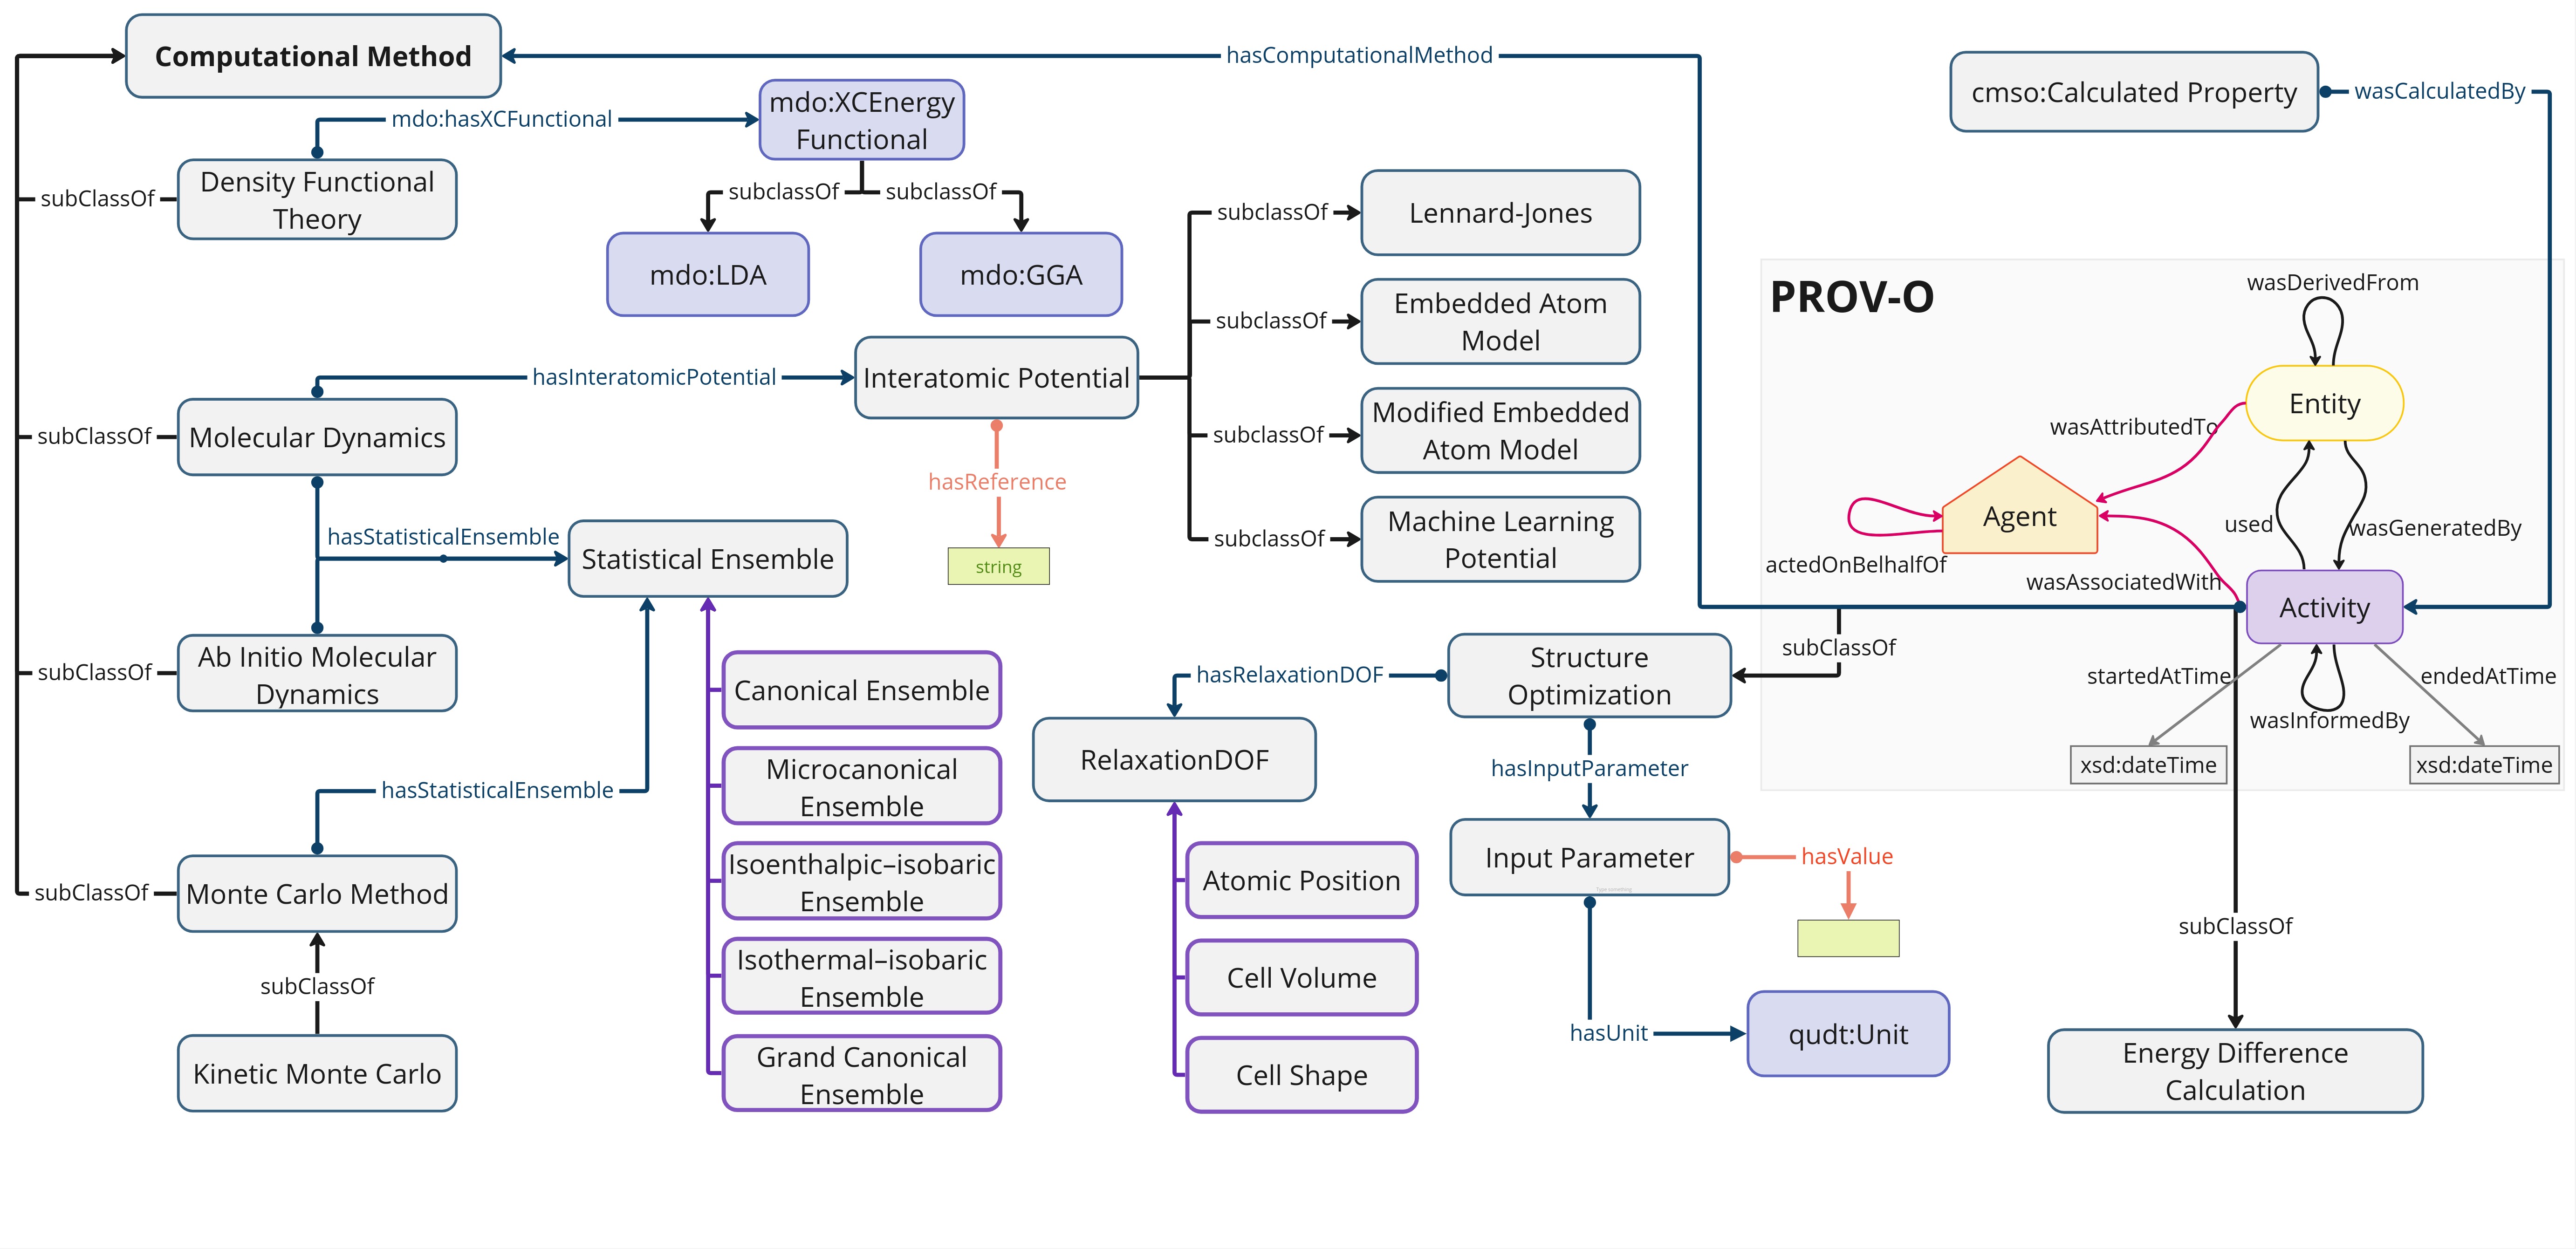 Computational Method
hasComputationalMethod
cmso:Calculated Property
wasCalculatedBy
mdo:hasXCFunctional
mdo:XCEnergy
Functional
subClassOf
Density Functional
Theory
subclassOf
subclassOf
mdo:LDA
mdo:GGA
subclassOf
Lennard-Jones
subclassOf
Embedded Atom
Model
subclassOf
Modified Embedded
Atom Model
subclassOf
Machine Learning
Potential
hasInteratomicPotential
Interatomic Potential
hasReference
string
subClassOf
Molecular Dynamics
hasStatisticalEnsemble
Statistical Ensemble
subClassOf
Ab Initio Molecular
Dynamics
hasStatisticalEnsemble
subClassOf
Monte Carlo Method
subClassOf
Kinetic Monte Carlo
Canonical Ensemble
Microcanonical
Ensemble
Isoenthalpic–isobaric
Ensemble
Isothermal–isobaric
Ensemble
Grand Canonical
Ensemble
hasRelaxationDOF
RelaxationDOF
Atomic Position
Cell Volume
Cell Shape
Structure
Optimization
subClassOf
hasInputParameter
Input Parameter
Type something
hasValue
hasUnit
qudt:Unit
PROV-O
wasDerivedFrom
Entity
wasAttributedTo
Agent
actedOnBelhalfOf
used
wasGeneratedBy
wasAssociatedWith
Activity
startedAtTime
endedAtTime
wasInformedBy
xsd:dateTime
xsd:dateTime
subClassOf
Energy Difference
Calculation